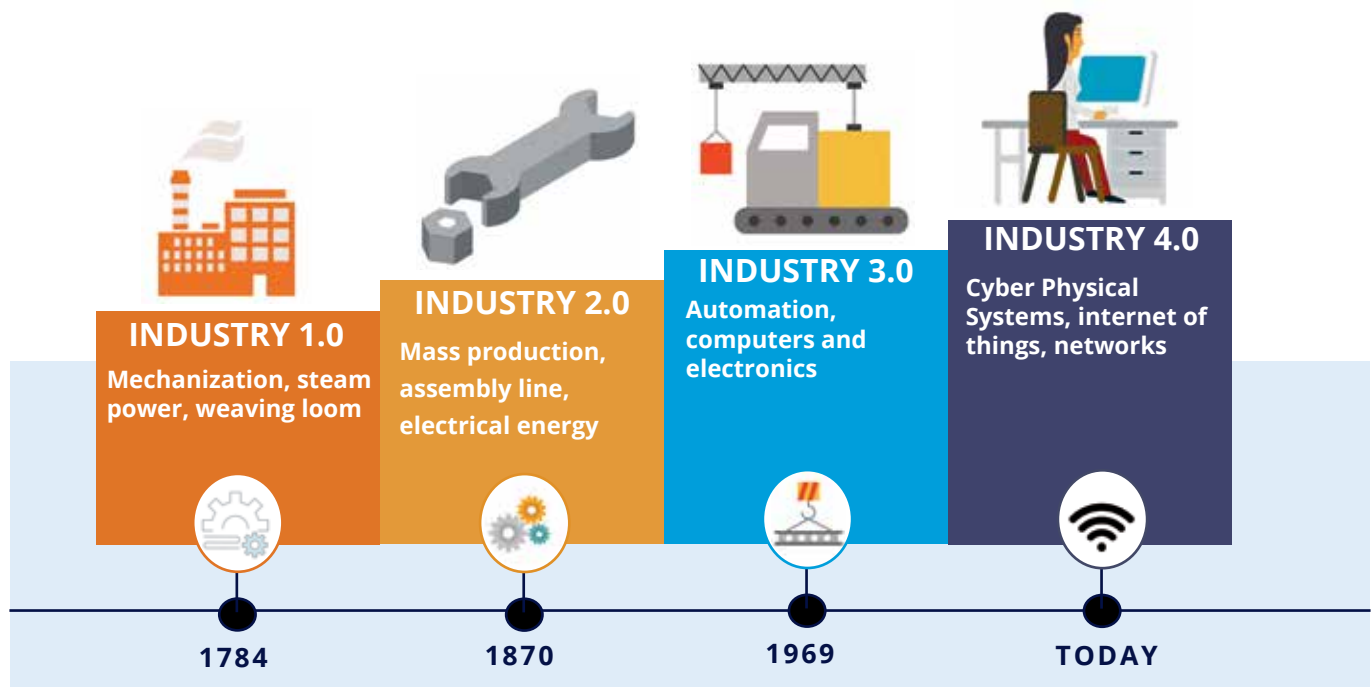 INDUSTRY 1.0
Mechanization, steam
power, weaving loom
INDUSTRY 2.0
Mass production,
assembly line,
electrical energy
INDUSTRY 3.0
Automation,
computers and
electronics
INDUSTRY 4.0
Cyber Physical
Systems, internet of
things, networks
1784
1870
1969
TODAY